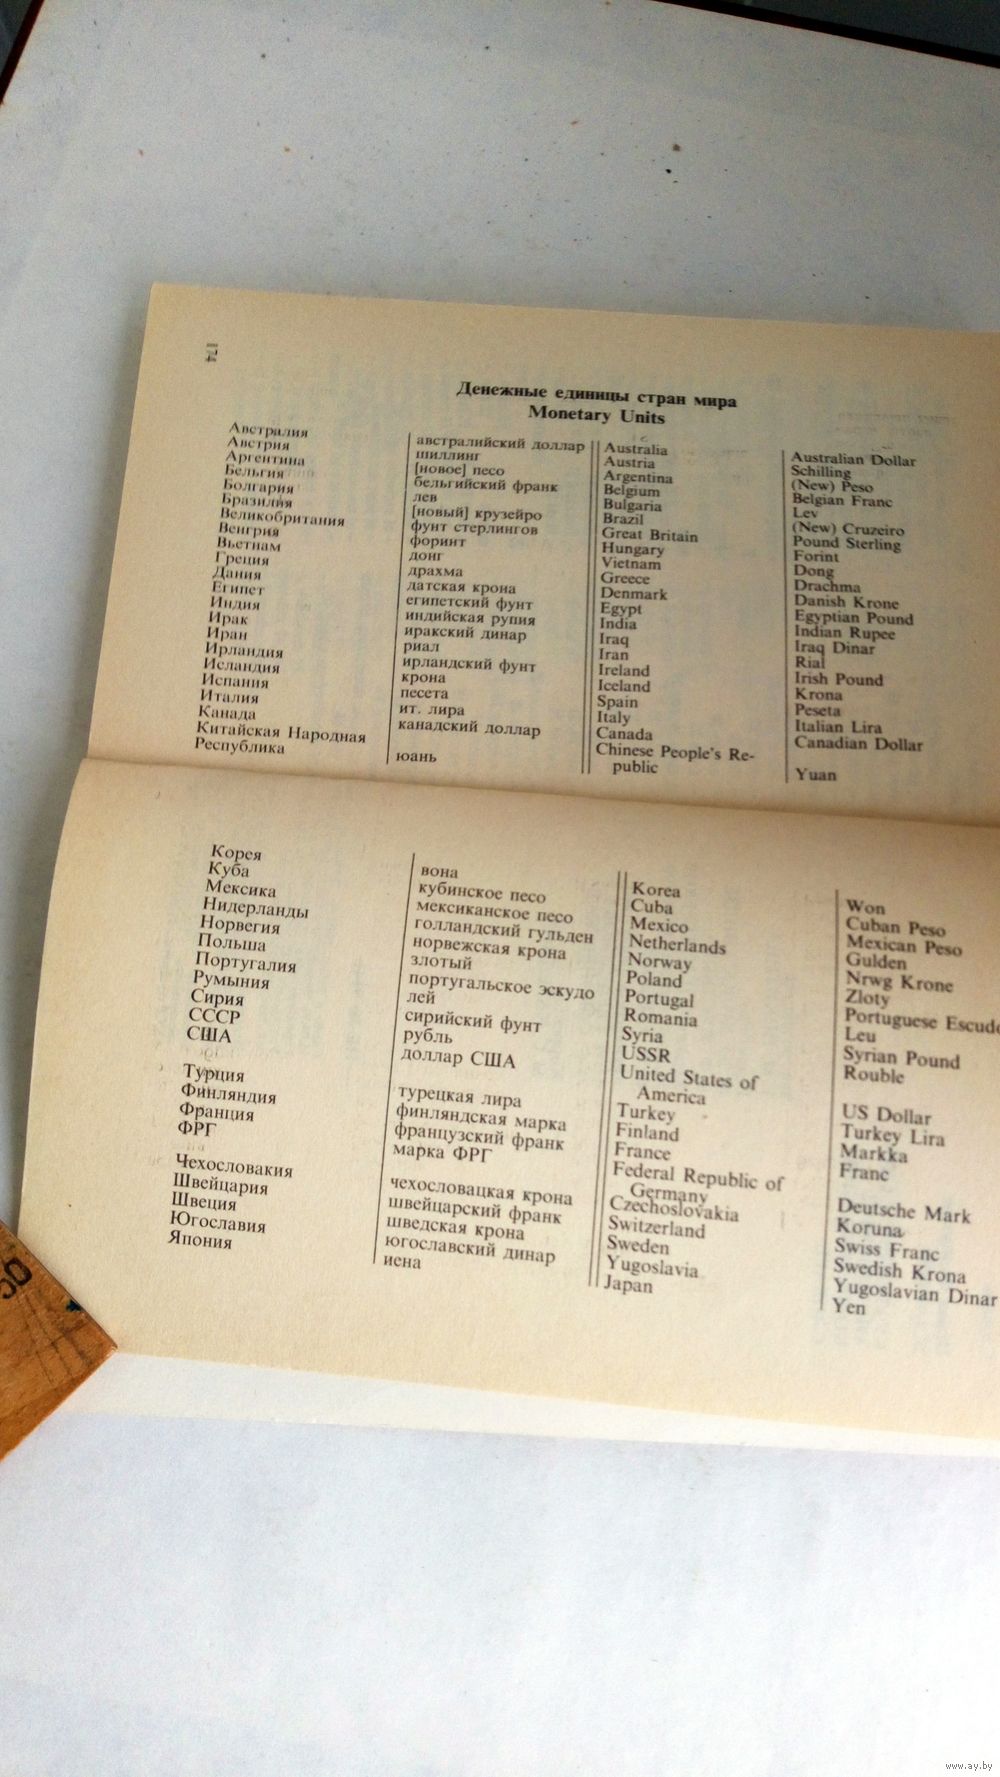 174
Денежные единицы стран мира
Monetary Units
Австралия австралийский доллар Australia Australian Dollar
Австрия шиллинг Austria Schilling
Аргентина [новое] песо Argentina (New) Peso
Бельгия бельгийский франк Belgium Belgian Franc
Болгария лев Bulgaria Lev
Бразилия [новый] крузейро Brazil (New) Cruzeiro
Великобритания фунт стерлингов Great Britain Pound Sterling
Венгрия форинт Hungary Forint
Вьетнам донг Vietnam Dong
Греция драхма Greece Drachma
Дания датская крона Denmark Danish Krone
Египет египетский фунт Egypt Egyptian Pound
Индия индийская рупия India Indian Rupee
Ирак иракский динар Iraq Iraq Dinar
Иран риал Iran Rial
Ирландия ирландский фунт Ireland Irish Pound
Исландия крона Iceland Krona
Испания песета Spain Peseta
Италия ит. лира Italy Italian Lira
Канада канадский доллар Canada Canadian Dollar
Китайская Народная Chinese People's Re-
Республика юань public Yuan
Корея вона Korea Won
Куба кубинское песо Cuba Cuban Peso
Мексика мексиканское песо Mexico Mexican Peso
Нидерланды голландский гульден Netherlands Gulden
Норвегия норвежская крона Norway Nrwg Krone
Польша злотый Poland Zloty
Португалия португальское эскудо Portugal Portuguese Escudo
Румыния лей Romania Leu
Сирия сирийский фунт Syria Syrian Pound
СССР рубль USSR Rouble
США доллар США United States of
America US Dollar
Турция турецкая лира Turkey Turkey Lira
Финляндия финляндская марка Finland Markka
Франция французский франк France Franc
ФРГ марка ФРГ Federal Republic of
Germany Deutsche Mark
Чехословакия чехословацкая крона Czechoslovakia Koruna
Швейцария швейцарский франк Switzerland Swiss Franc
Швеция шведская крона Sweden Swedish Krona
Югославия югославский динар Yugoslavia Yugoslavian Dinar
Япония иена Japan Yen
50
www.ay.by